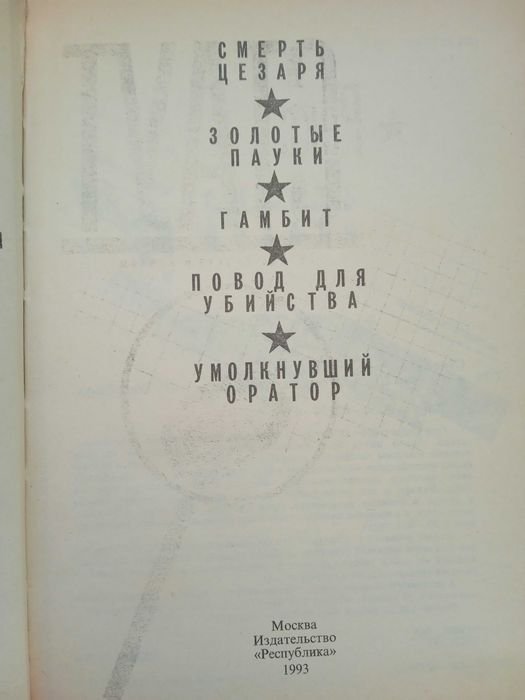 СМЕРТЬ
ЦЕЗАРЯ
ЗОЛОТЫЕ
ПАУКИ
ГАМБИТ
ПОВОД ДЛЯ
УБИЙСТВА
УМОЛКНУВШИЙ
ОРАТОР
Москва
Издательство
«Республика»
1993